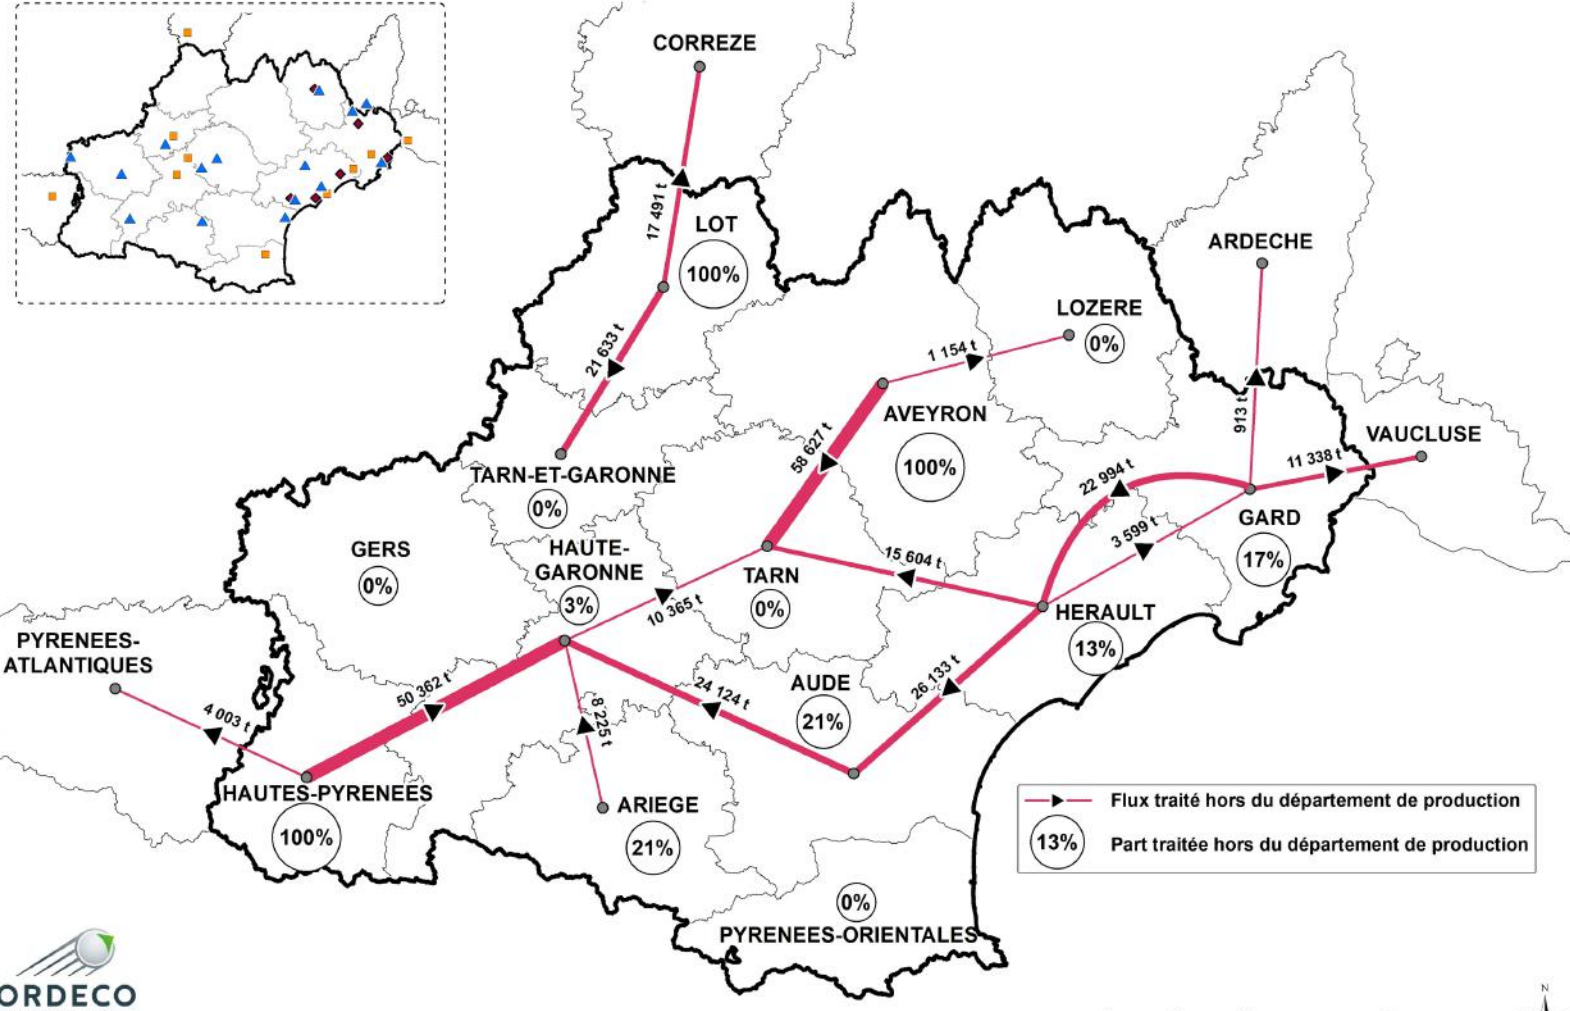 CORREZE
17 491 t
LOT
100%
ARDECHE
21 633 t
LOZERE
0%
1 154 t
913 t
AVEYRON
100%
58 627 t
VAUCLUSE
11 338 t
22 994 t
TARN-ET-GARONNE
0%
GARD
17%
3 599 t
GERS
0%
HAUTE-
GARONNE
3%
15 604 t
TARN
0%
10 365 t
HERAULT
13%
PYRENEES-
ATLANTIQUES
4 003 t
50 362 t
8 225 t
24 124 t
AUDE
21%
26 133 t
HAUTES-PYRENEES
100%
ARIEGE
21%
Flux traité hors du département de production
13%
Part traitée hors du département de production
0%
PYRENEES-ORIENTALES
ORDECO
N